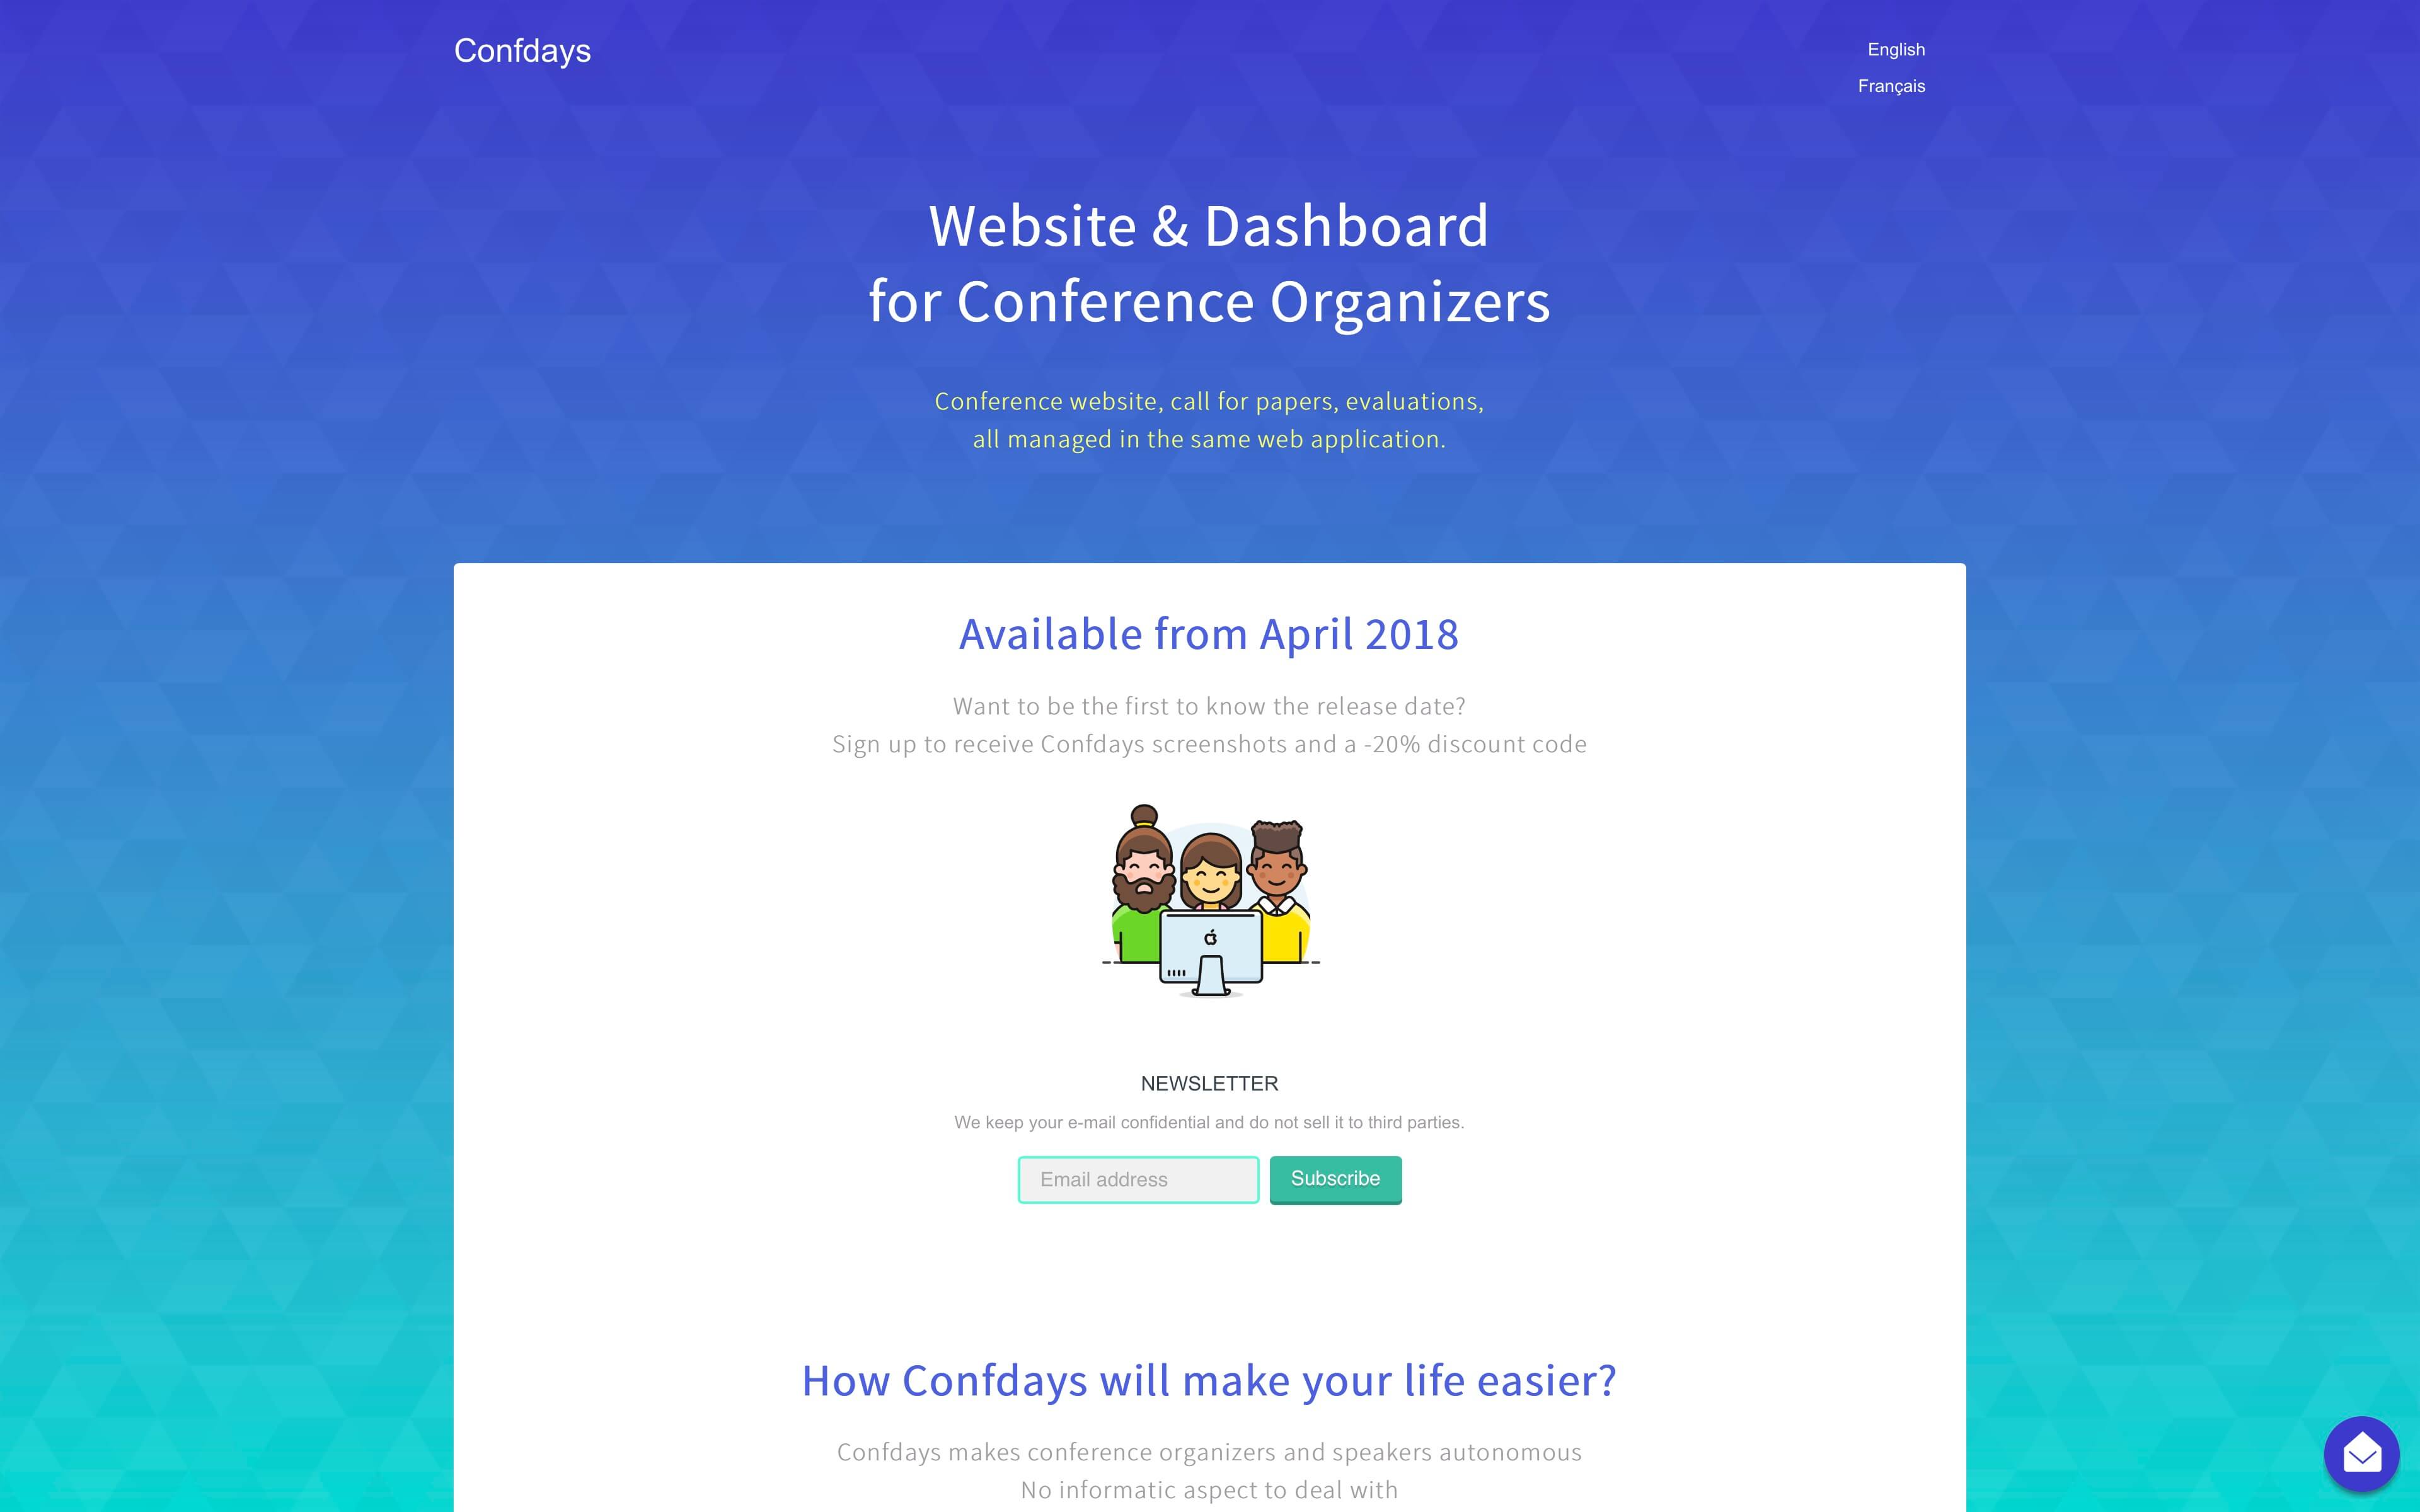 Confdays
English
Français
Website & Dashboard
for Conference Organizers
Conference website, call for papers, evaluations,
all managed in the same web application.
Available from April 2018
Want to be the first to know the release date?
Sign up to receive Confdays screenshots and a -20% discount code
NEWSLETTER
We keep your e-mail confidential and do not sell it to third parties.
Email address
Subscribe
How Confdays will make your life easier?
Confdays makes conference organizers and speakers autonomous
No informatic aspect to deal with